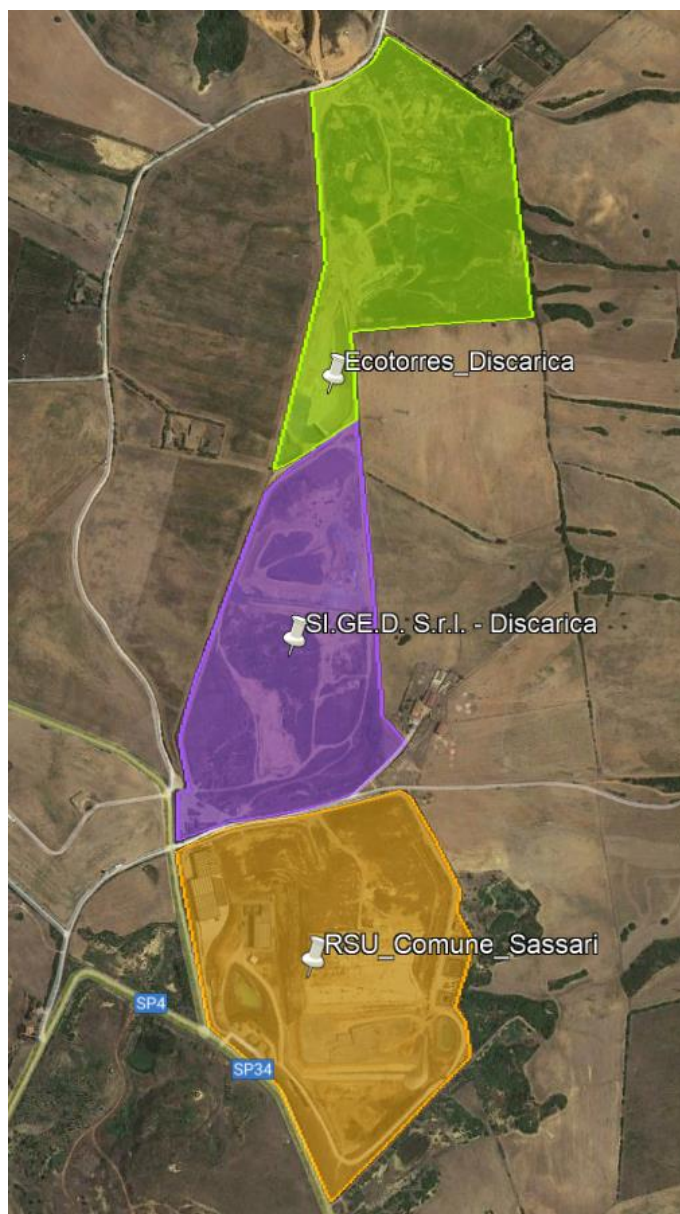 Ecotorres_Discarica
SI.GE.D. S.r.l. - Discarica
RSU_Comune_Sassari
SP4
SP34